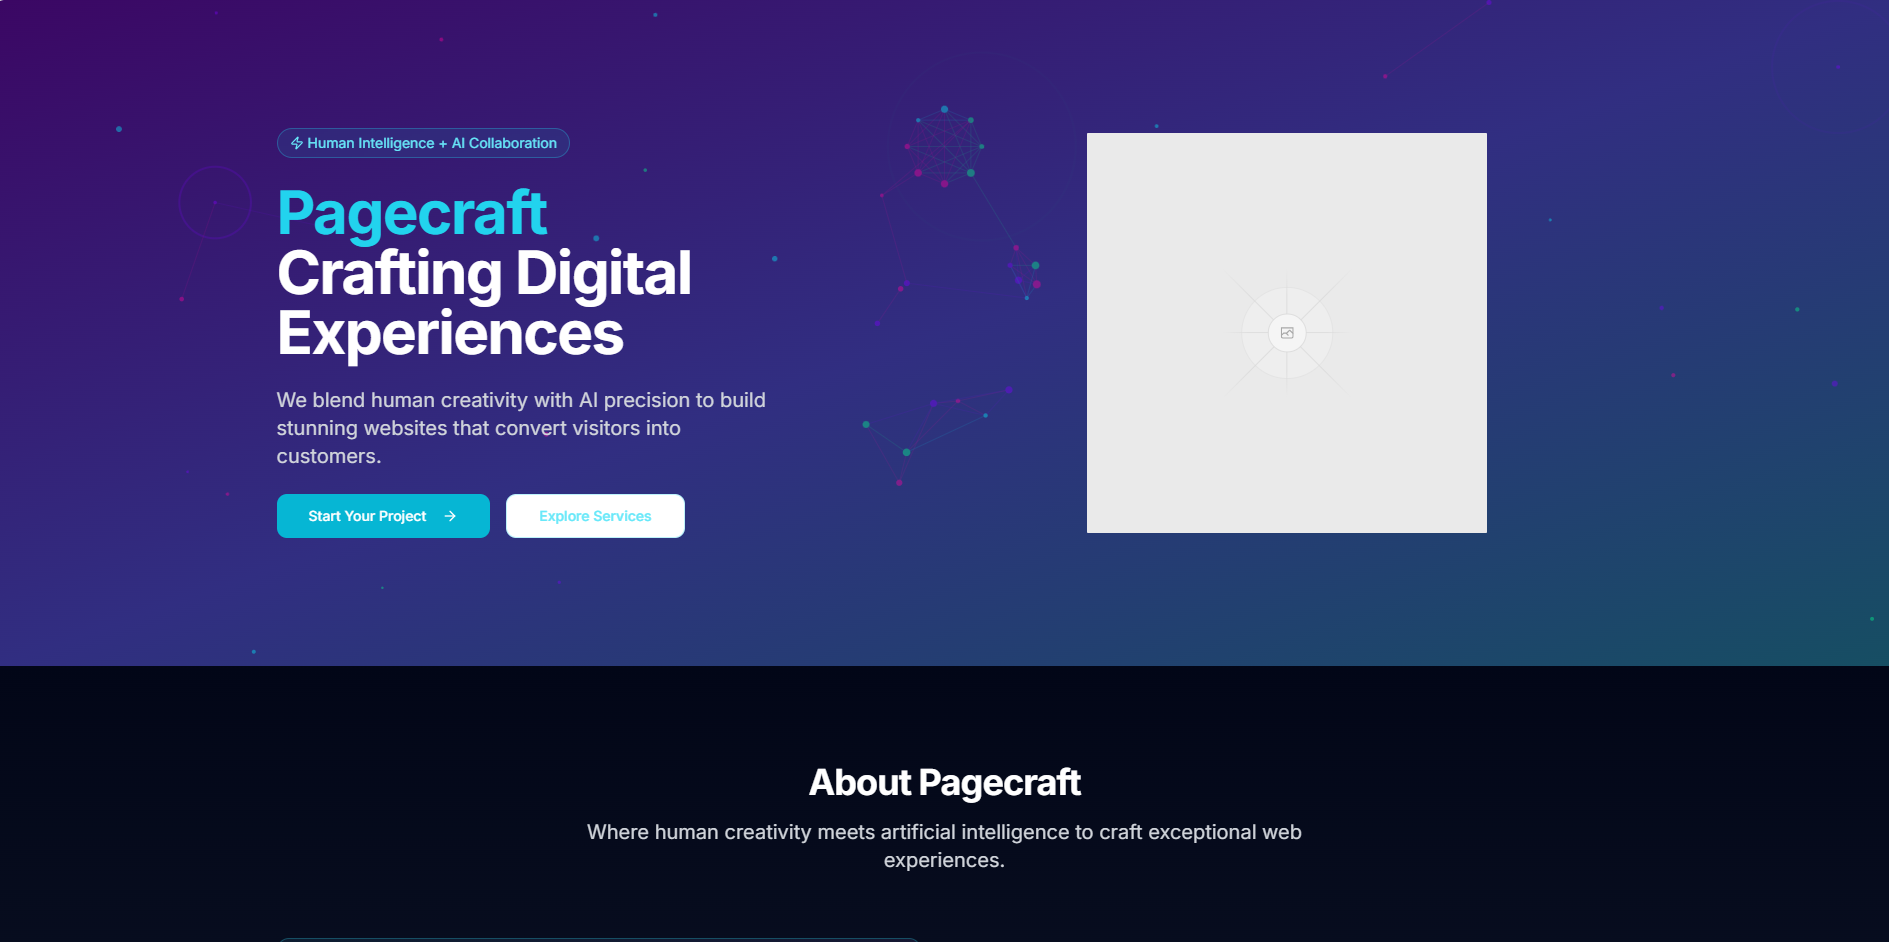 Human Intelligence + AI Collaboration
Pagecraft
Crafting Digital
Experiences
We blend human creativity with AI precision to build
stunning websites that convert visitors into
customers.
Start Your Project
Explore Services
About Pagecraft
Where human creativity meets artificial intelligence to craft exceptional web
experiences.